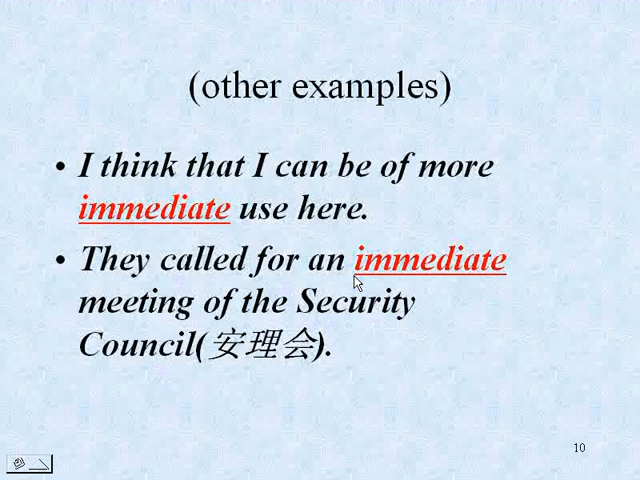 (other examples)
• I think that I can be of more
immediate use here.
• They called for an immediate
meeting of the Security
Council(安理会).
10